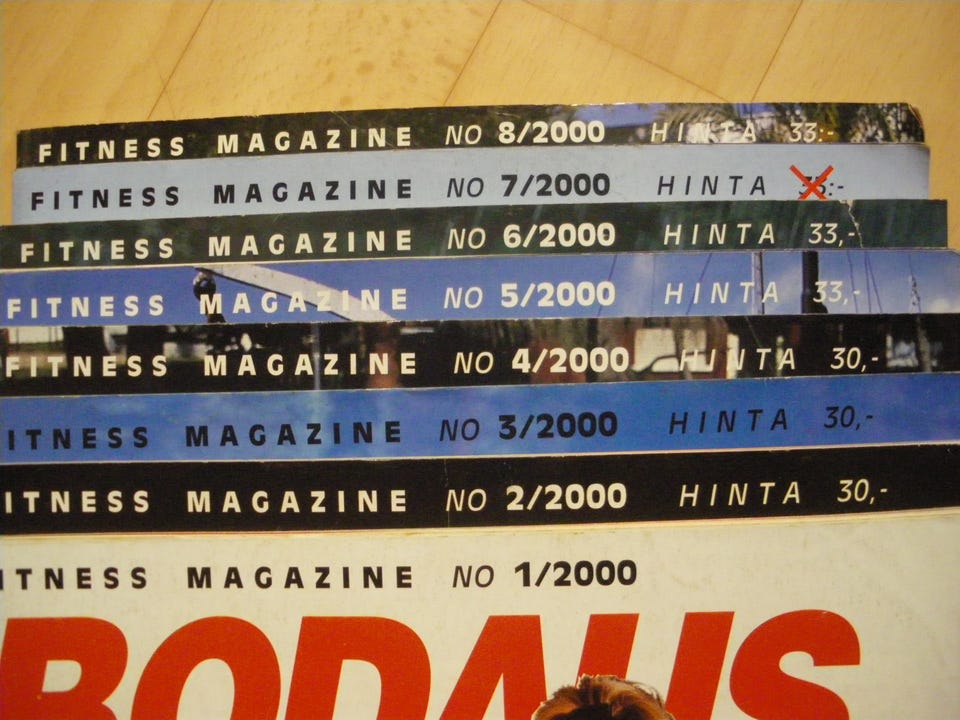 FITNESS MAGAZINE NO 8/2000 HINTA 33:-
FITNESS MAGAZINE NO 7/2000 HINTA
FITNESS MAGAZINE NO 6/2000 HINTA 33,-
FITNESS MAGAZINE NO 5/2000 HINTA 33,-
FITNESS MAGAZINE NO 4/2000 HINTA 30,-
ITNESS MAGAZINE NO 3/2000 HINTA 30,-
ITNESS MAGAZINE NO 2/2000 HINTA 30,-
ITNESS MAGAZINE NO 1/2000